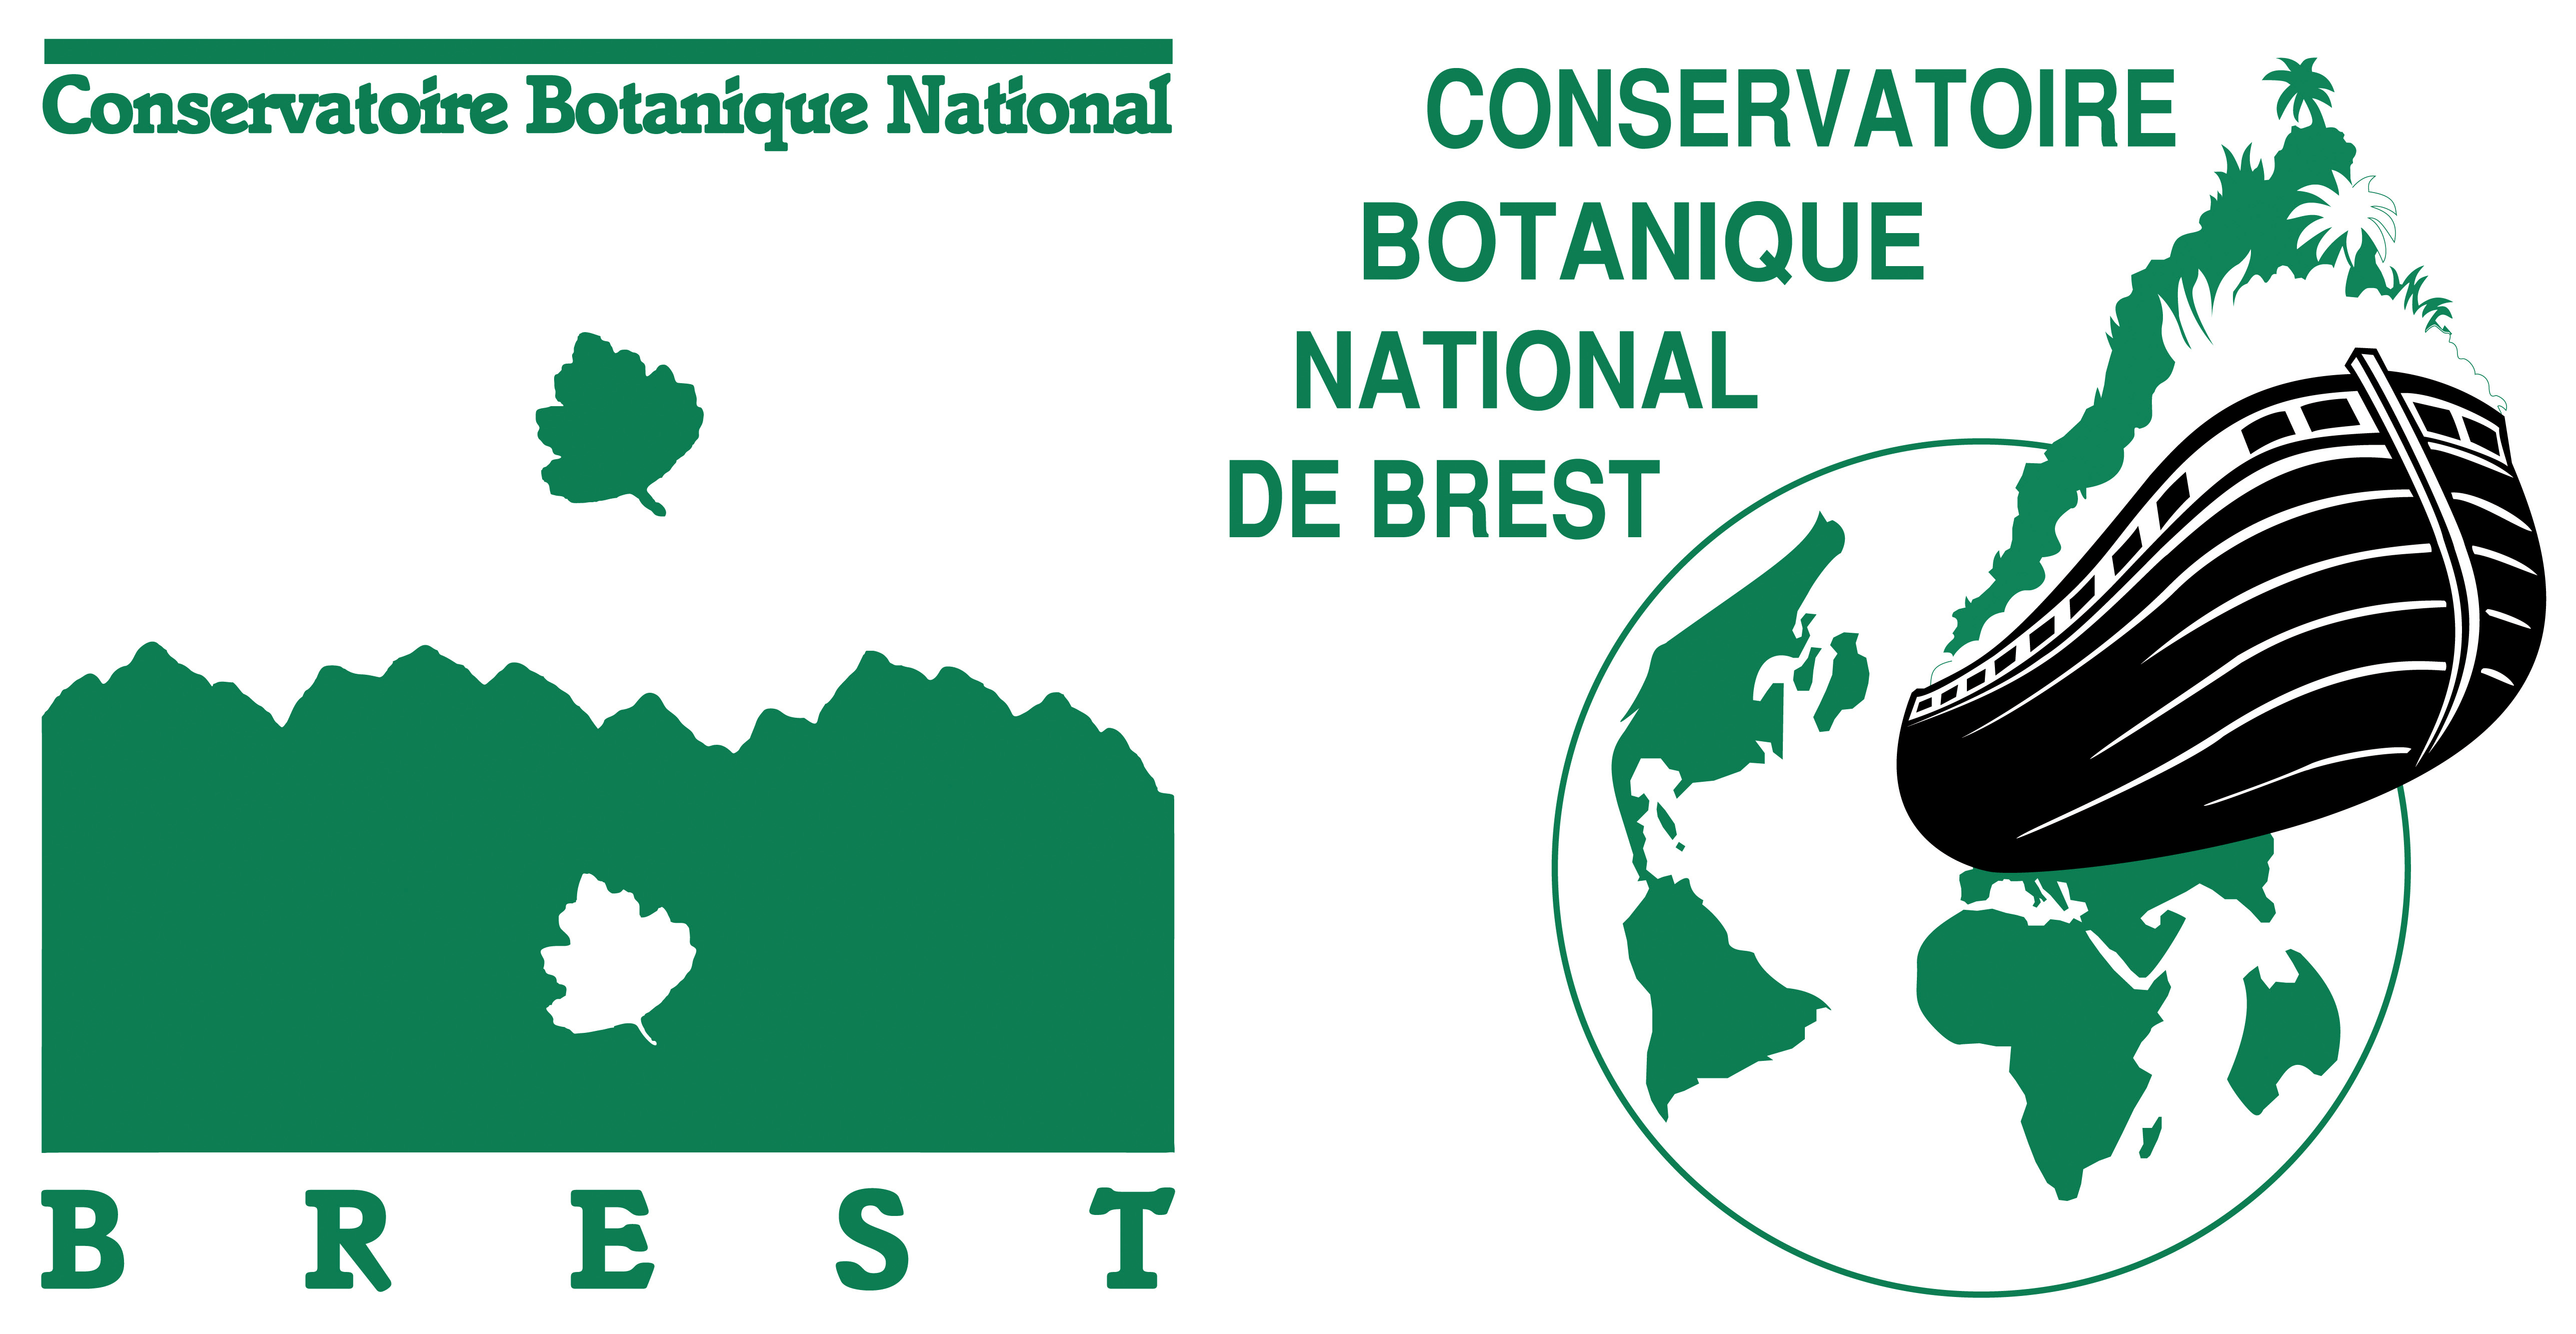 Conservatoire Botanique National
BREST
CONSERVATOIRE
BOTANIQUE
NATIONAL
DE BREST